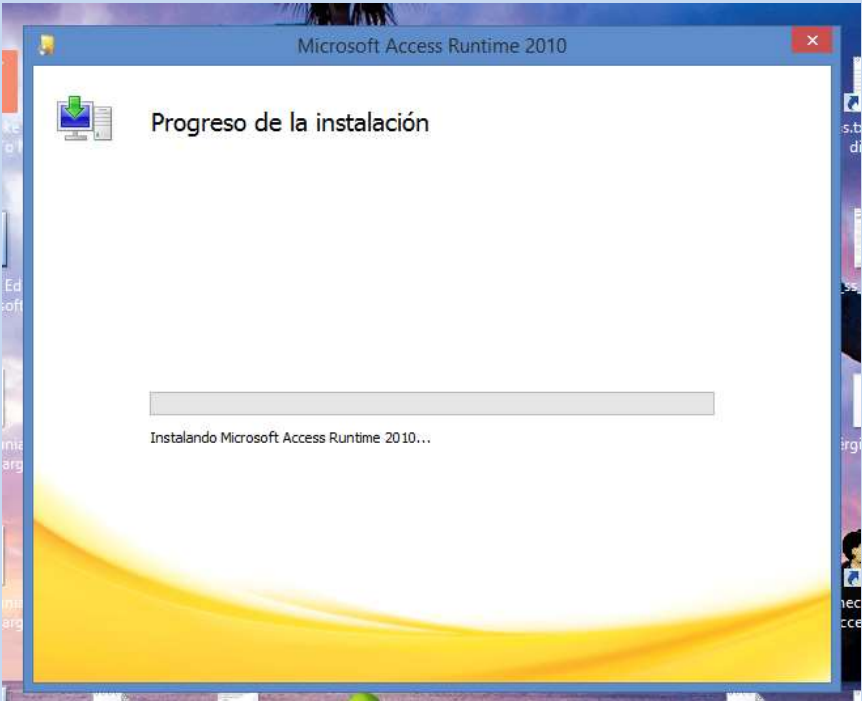 Microsoft Access Runtime 2010
Progreso de la instalación
Instalando Microsoft Access Runtime 2010...